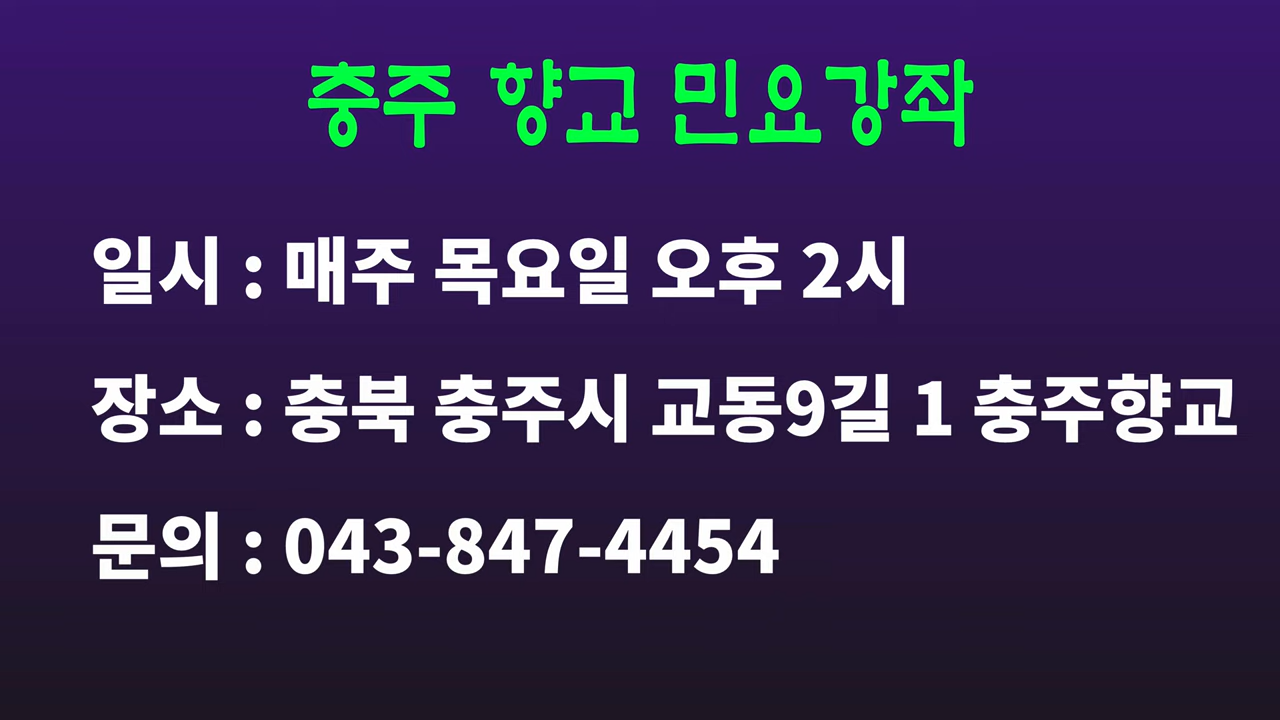 충주 향교 민요강좌
일시 : 매주 목요일 오후 2시
장소 : 충북 충주시 교동9길 1 충주향교
문의 : 043-847-4454